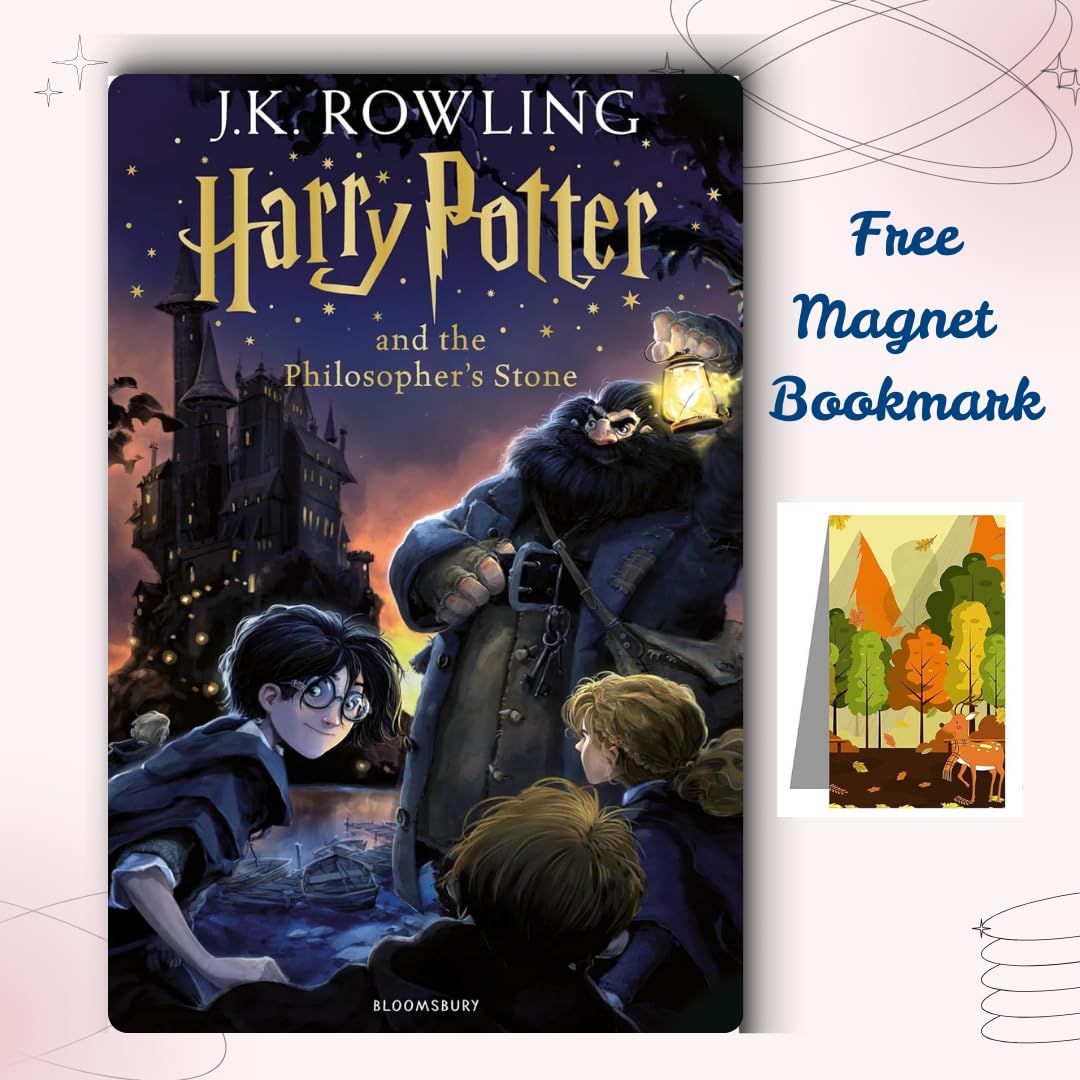 J.K. ROWLING
Harry Potter
and the
Philosopher's Stone
BLOOMSBURY
Free
Magnet
Bookmark